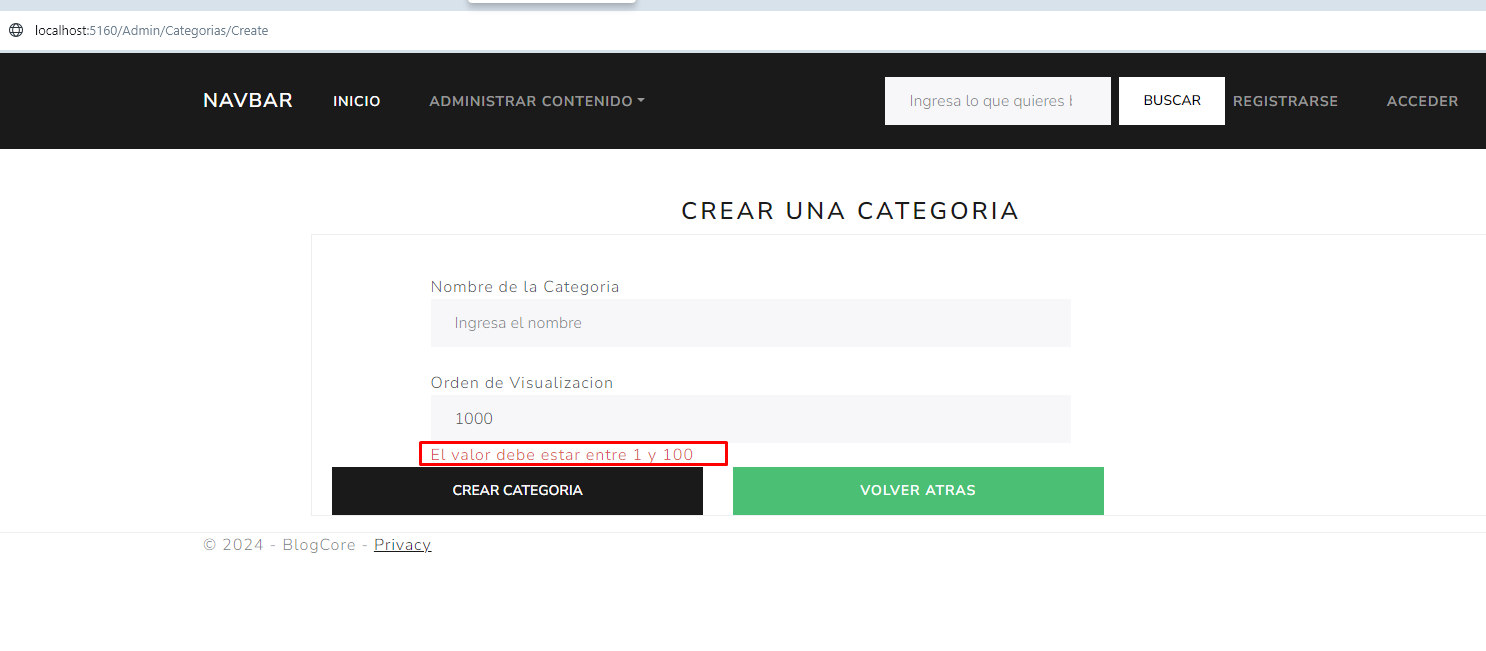 localhost:5160/Admin/Categorias/Create
NAVBAR INICIO ADMINISTRAR CONTENIDO Ingresa lo que quieres BUSCAR REGISTRARSE ACCEDER
CREAR UNA CATEGORIA
Nombre de la Categoria
Ingresa el nombre
Orden de Visualizacion
1000
El valor debe estar entre 1 y 100
CREAR CATEGORIA VOLVER ATRAS
© 2024 - BlogCore - Privacy